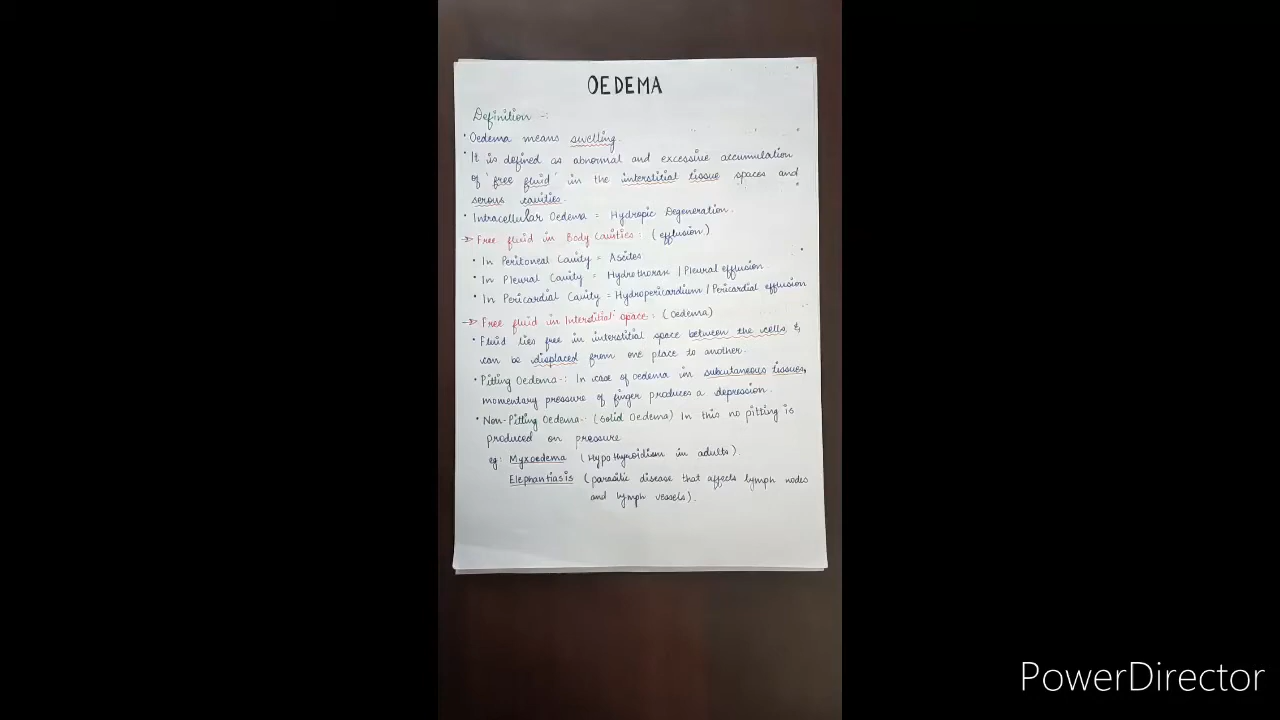 OEDEMA
Definition -:
• Oedema means swelling.
• It is defined as abnormal and excessive accumulation
of 'free fluid' in the interstitial tissue spaces and
serous cavities.
• Intracellular Oedema = Hydropic Degeneration.
→ Free fluid in Body Cavities : (effusion)
• In Peritoneal Cavity = Ascites
• In Pleural Cavity = Hydrothorax / Pleural effusion
• In Pericardial Cavity = Hydropericardium / Pericardial effusion
→ Free fluid in Interstitial space : (oedema)
• Fluid lies free in interstitial space between the cells &
can be displaced from one place to another.
• Pitting Oedema -: In case of oedema in subcutaneous tissues,
momentary pressure of finger produces a depression.
• Non-Pitting Oedema -: (Solid Oedema) In this no pitting is
produced on pressure
eg: Myxoedema (Hypothyroidism in adults).
Elephantiasis (parasitic disease that affects lymph nodes
and lymph vessels).
PowerDirector